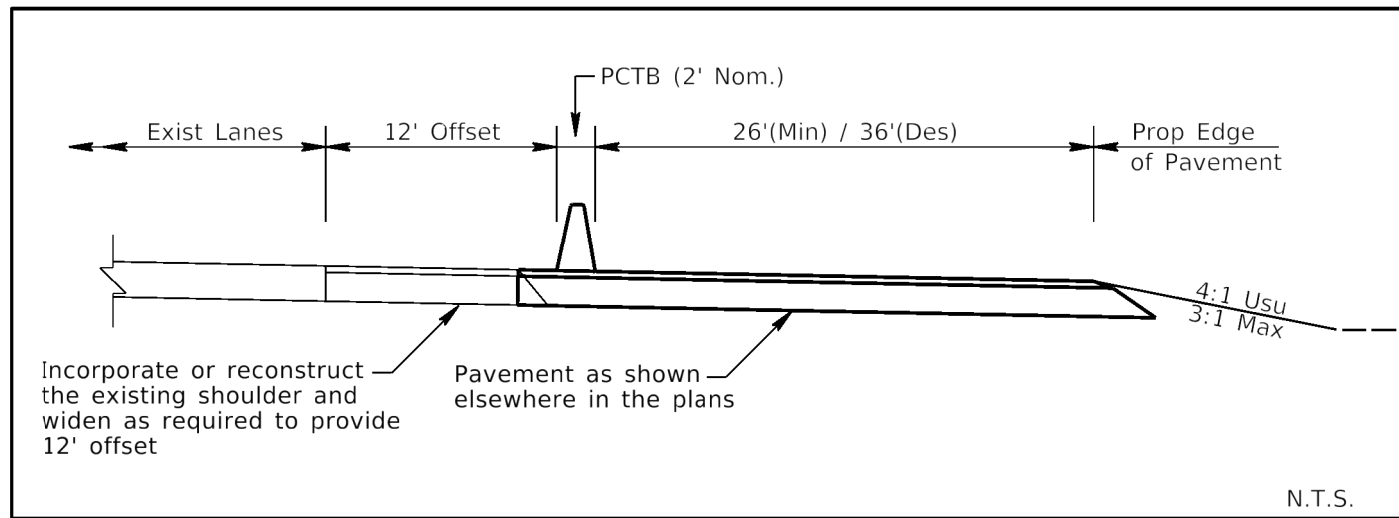 PCTB (2' Nom.)
Exist Lanes
12' Offset
26'(Min) / 36'(Des)
Prop Edge
of Pavement
4:1 Usu
3:1 Max
Incorporate or reconstruct
the existing shoulder and
widen as required to provide
12' offset
Pavement as shown
elsewhere in the plans
N.T.S.